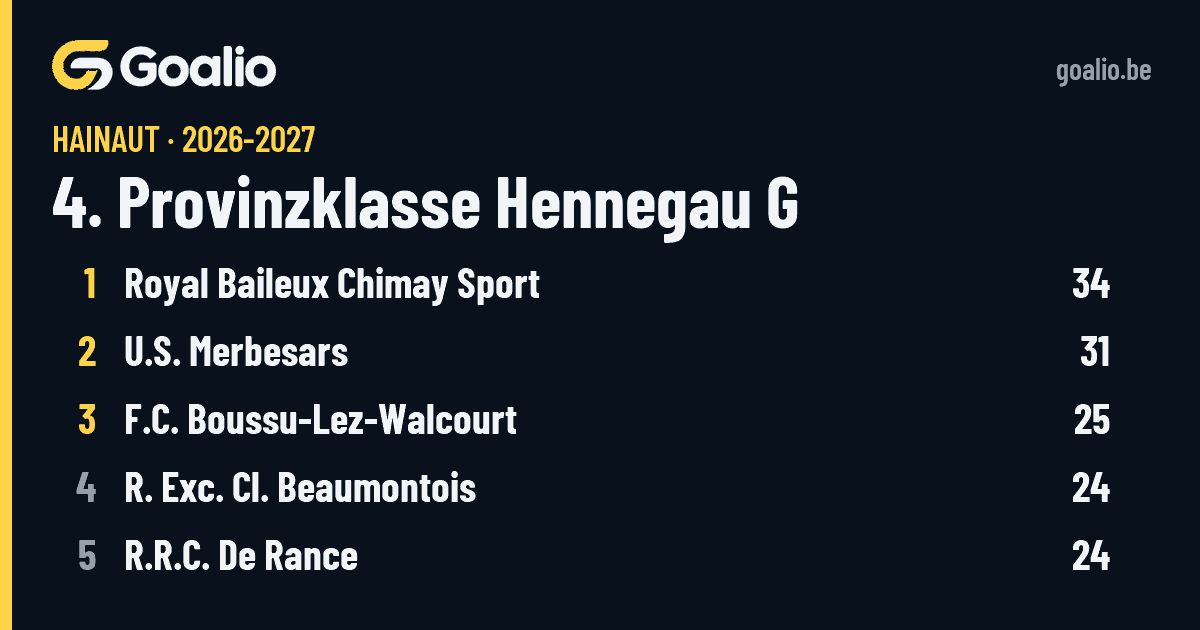 Goalio
goalio.be
HAINAUT · 2026-2027
4. Provinzklasse Hennegau G
1 Royal Baileux Chimay Sport 34
2 U.S. Merbesars 31
3 F.C. Boussu-Lez-Walcourt 25
4 R. Exc. Cl. Beaumontois 24
5 R.R.C. De Rance 24